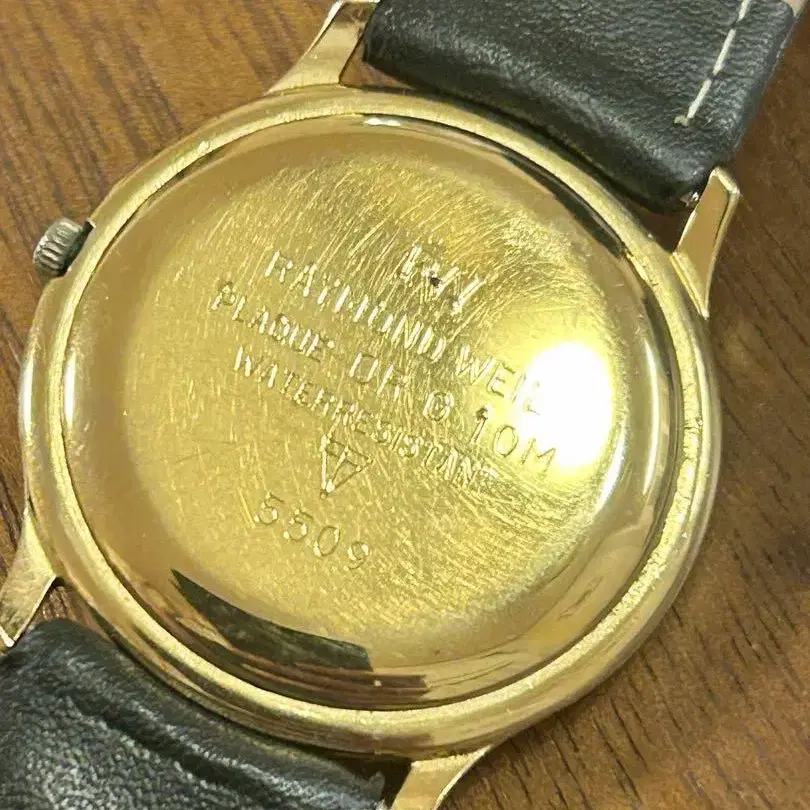 RW
RAYMOND WEIL
PLAQUE OR G 10M
WATERRESISTANT
5509